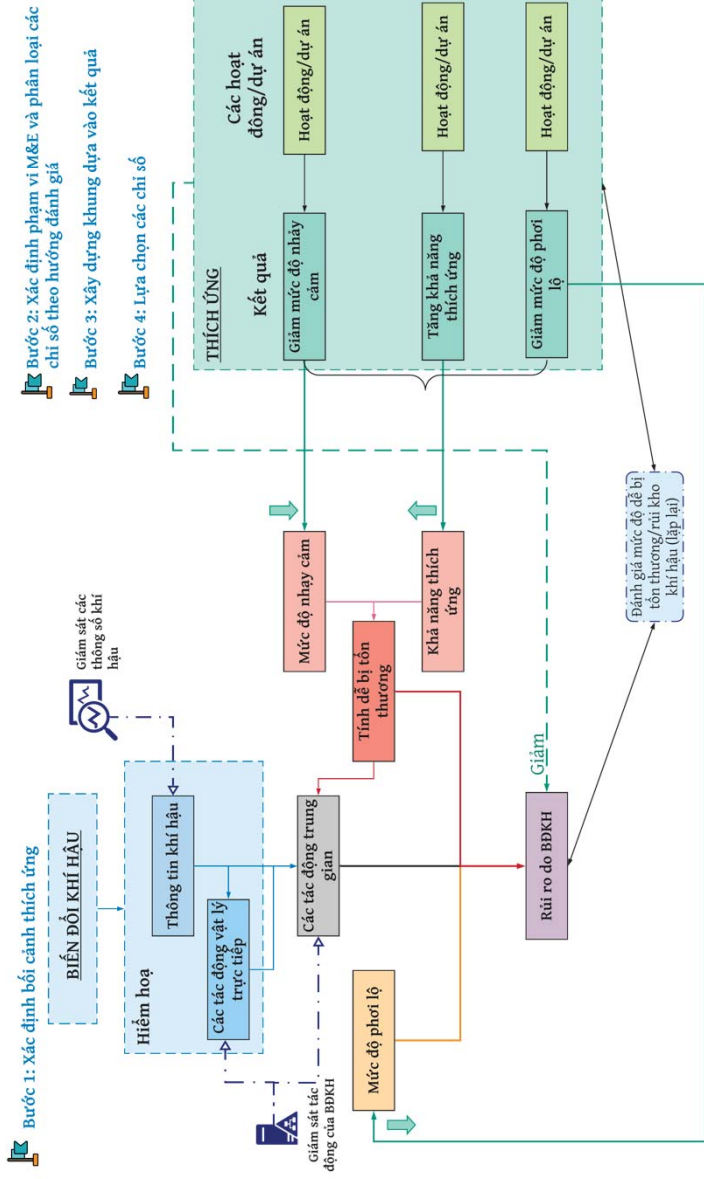 Bước 1: Xác định bối cảnh thích ứng
BIẾN ĐỔI KHÍ HẬU
Giám sát các
thông số khí
hậu
Hiểm hoạ
Thông tin khí hậu
Các tác động vật lý
trực tiếp
Giám sát tác
động của BĐKH
Các tác động trung
gian
Mức độ phơi lộ
Tính dễ bị tổn
thương
Mức độ nhạy cảm
Khả năng thích
ứng
Rủi ro do BĐKH
Giảm
Đánh giá mức độ dễ bị
tổn thương/rủi kho
khí hậu (lặp lại)
Bước 2: Xác định phạm vi M&E và phân loại các
chỉ số theo hướng đánh giá
Bước 3: Xây dựng khung dựa vào kết quả
Bước 4: Lựa chọn các chỉ số
THÍCH ỨNG
Kết quả
Các hoạt
đông/dự án
Giảm mức độ nhảy
cảm
Hoạt động/dự án
Tăng khả năng
thích ứng
Hoạt động/dự án
Giảm mức độ phơi
lộ
Hoạt động/dự án